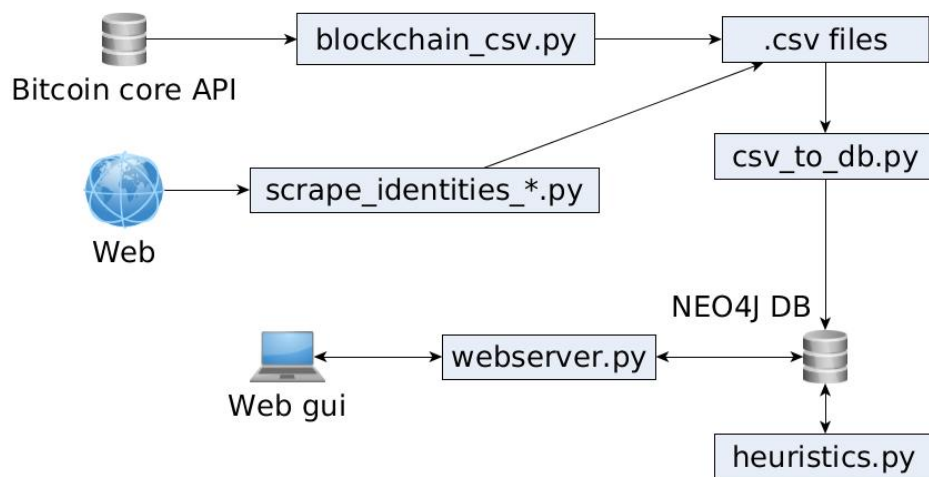 blockchain_csv.py
.csv files
Bitcoin core API
csv_to_db.py
scrape_identities_*.py
Web
NEO4J DB
webserver.py
Web gui
heuristics.py